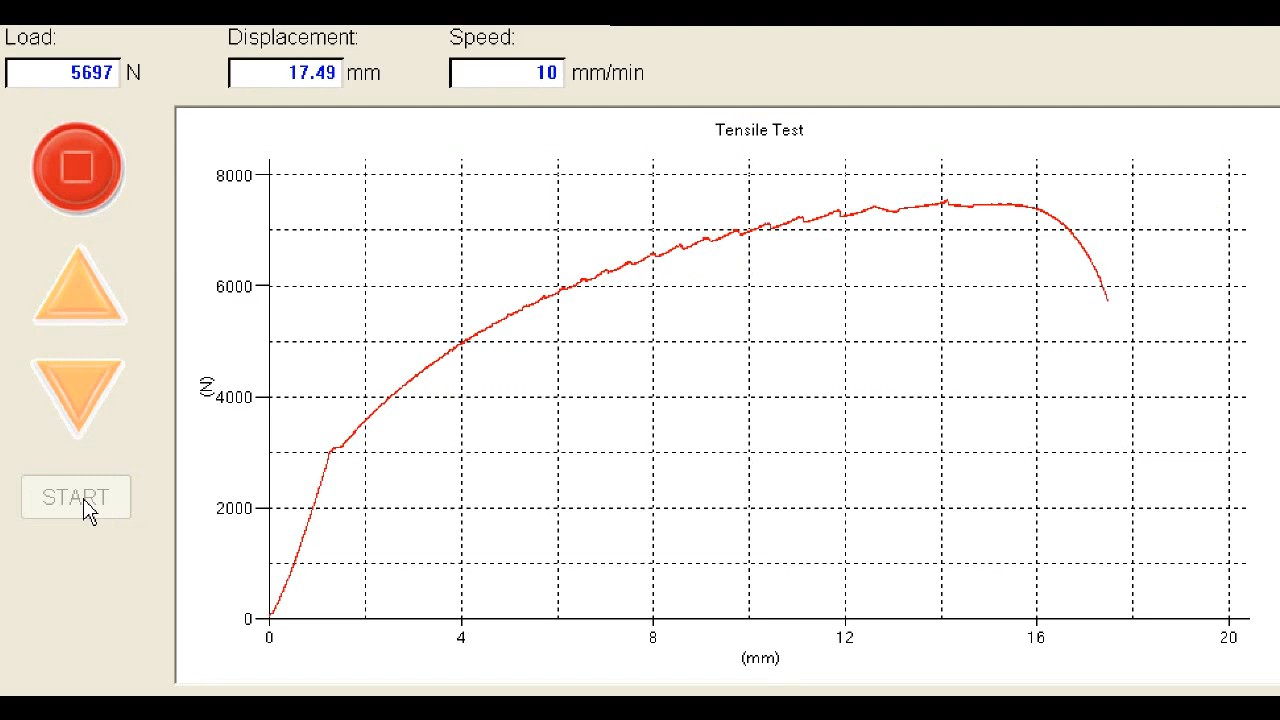 Load: Displacement: Speed:
5697 N 17.49 mm 10 mm/min
Tensile Test
8000
6000
(N)
4000
START
2000
0
0 4 8 12 16 20
(mm)